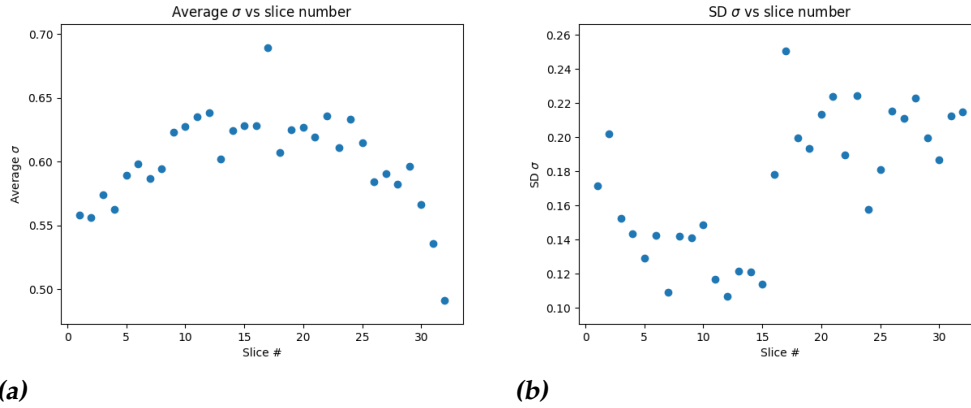 Average σ vs slice number
0.70
0.65
0.60
0.55
0.50
Average σ
0 5 10 15 20 25 30
Slice #
(a)
SD σ vs slice number
0.26
0.24
0.22
0.20
0.18
0.16
0.14
0.12
0.10
SD σ
0 5 10 15 20 25 30
Slice #
(b)